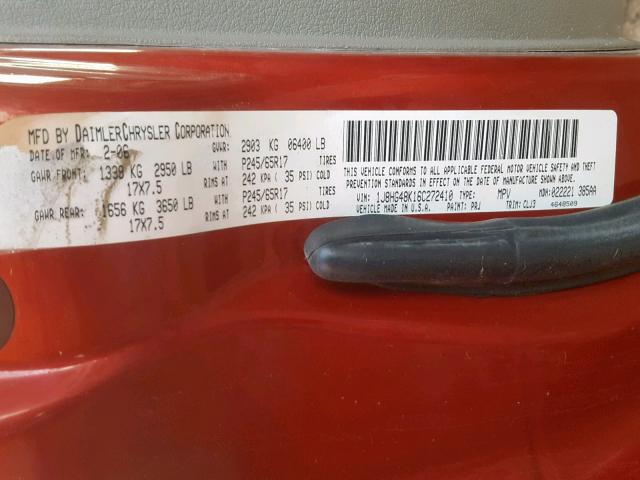 MFD BY DAIMLERCHRYSLER CORPORATION
DATE OF MFR: 2-06 GVWR: 2903 KG 06400 LB
GAWR FRONT: 1338 KG 2950 LB WITH P245/65R17 TIRES
17X7.5 RIMS AT 242 KPA ( 35 PSI) COLD
GAWR REAR: 1656 KG 3650 LB WITH P245/65R17 TIRES
17X7.5 RIMS AT 242 KPA ( 35 PSI) COLD
THIS VEHICLE CONFORMS TO ALL APPLICABLE FEDERAL MOTOR VEHICLE SAFETY AND THEFT
PREVENTION STANDARDS IN EFFECT ON THE DATE OF MANUFACTURE SHOWN ABOVE.
VIN: 1J8HG48K16C272410 TYPE: MPV MDH: 022221 385AA
VEHICLE MADE IN U.S.A. PAINT: PRJ TRIM: CLJ3 4648509